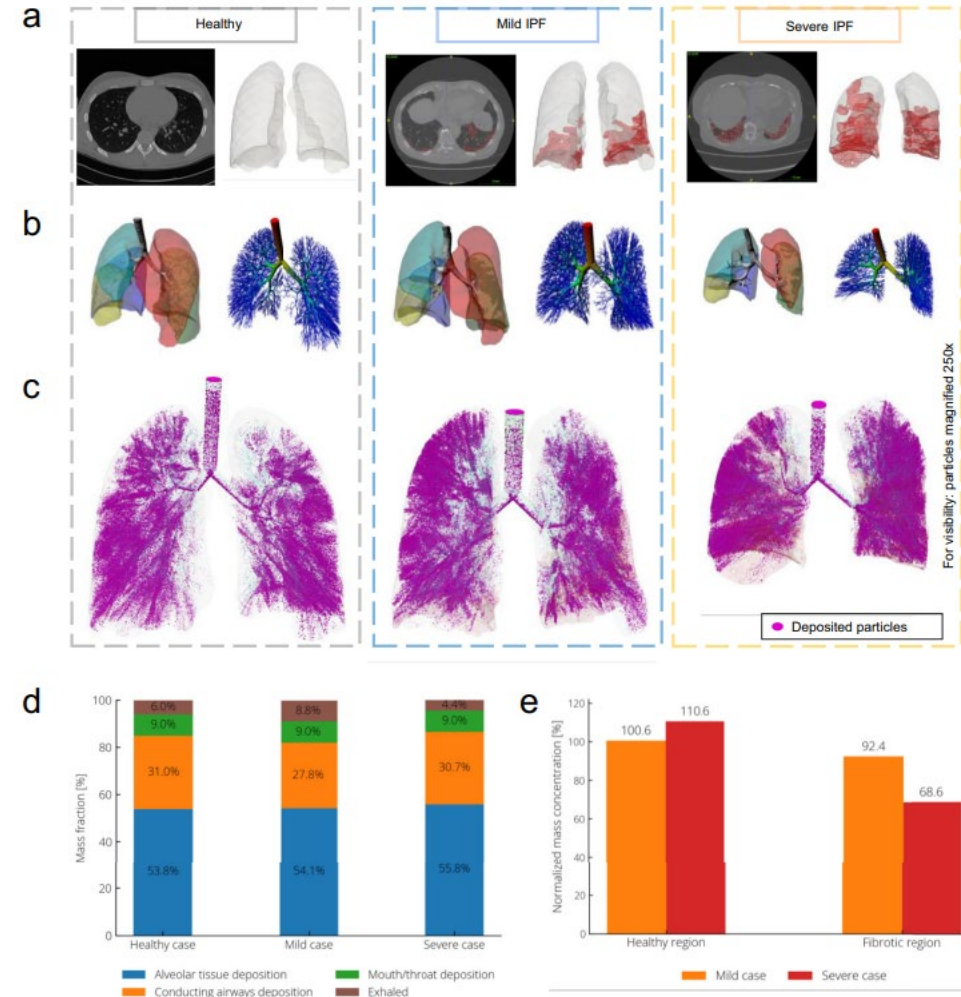 a
Healthy
Mild IPF
Severe IPF
b
c
For visibility: particles magnified 250x
Deposited particles
d
Mass fraction [%]
100
80
60
40
20
0
6.0%
9.0%
31.0%
53.8%
8.8%
9.0%
27.8%
54.1%
4.4%
9.0%
30.7%
55.8%
Healthy case
Mild case
Severe case
Alveolar tissue deposition
Mouth/throat deposition
Conducting airways deposition
Exhaled
e
Normalized mass concentration [%]
120
100
80
60
40
20
0
100.6
110.6
92.4
68.6
Healthy region
Fibrotic region
Mild case
Severe case